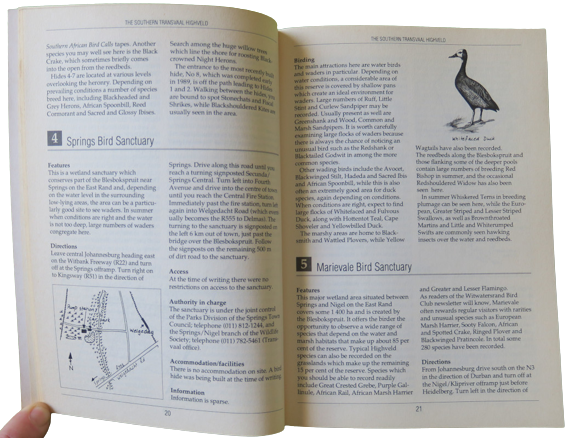 THE SOUTHERN TRANSVAAL HIGHVELD
Southern African Bird Calls tapes. Another
species you may well see here is the Black
Crake, which sometimes briefly comes
into the open from the reedbeds.
Hides 4-7 are located at various levels
overlooking the heronry. Depending on
prevailing conditions a number of species
breed here, including Blackheaded and
Grey Herons, African Spoonbill, Reed
Cormorant and Sacred and Glossy Ibises.
Search among the huge willow trees
which line the shore for roosting Black-
crowned Night Herons.
The entrance to the most recently built
hide, No 8, which was completed
in 1989, is off the path leading to Hides
1 and 2. Walking between the hides you
are bound to spot Stonechats and Fiscal
Shrikes, while Blackshouldered Kites are
usually seen in the area.
4 Springs Bird Sanctuary
Features
This is a wetland sanctuary which
conserves part of the Blesbokspruit near
Springs on the East Rand and, depending
on the water level in the surrounding
low-lying areas, the area can be a particu-
larly good site to see waders. In summer
when conditions are right and the water
is not too deep, large numbers of waders
congregate here.
Directions
Leave central Johannesburg heading east
on the Witbank Freeway (R22) and turn
off at the Springs offramp. Turn right on
to Kingsway (R51) in the direction of
N
Springs. Drive along this road until you
reach a turning signposted Secunda/
Springs Central. Turn left into Fourth
Avenue and drive into the centre of town,
until you reach the Central Fire Station.
Immediately past the fire station, turn left
again into Welgedacht Road (which event-
ually becomes the R555 to Delmas). The
turning to the sanctuary is signposted on
the left 6 km out of town, just past the
bridge over the Blesbokspruit. Follow
the signposts on the remaining 500 m
of dirt road to the sanctuary.
Access
At the time of writing there were no
restrictions on access to the sanctuary.
Authority in charge
The sanctuary is under the joint control
of the Parks Division of the Springs Town
Council; telephone (011) 812-1244, and
the Springs/Nigel branch of the Wildlife
Society; telephone (011) 782-5461 (Trans-
vaal office).
Accommodation/facilities
There is no accommodation on site. A bird
hide was being built at the time of writing.
Information
Information is sparse.
20
THE SOUTHERN TRANSVAAL HIGHVELD
Birding
The main attractions here are water birds
and waders in particular. Depending on
water conditions, a considerable area of
this reserve is covered by shallow pans
which create an ideal environment for
waders. Large numbers of Ruff, Little
Stint and Curlew Sandpiper may be
recorded. Usually present as well are
Greenshank and Wood, Common and
Marsh Sandpipers. It is worth carefully
examining large flocks of waders because
there is always the chance of noticing an
unusual bird such as the Redshank or
Blacktailed Godwit in among the more
common species.
Other wading birds include the Avocet,
Blackwinged Stilt, Hadeda and Sacred Ibis
and African Spoonbill, while this is also
often an extremely good area for duck
species, again depending on conditions.
When conditions are right, expect to find
large flocks of Whitefaced and Fulvous
Duck, along with Hottentot Teal, Cape
Shoveler and Yellowbilled Duck.
The marshy areas are home to Black-
smith and Wattled Plovers, while Yellow
WHITEFACED DUCK
Wagtails have also been recorded.
The reedbeds along the Blesbokspruit and
those flanking some of the deeper pools
contain large numbers of breeding Red
Bishop in summer, and the occasional
Redshouldered Widow has also been
seen here.
In summer Whiskered Terns in breeding
plumage can be seen here, while the Euro-
pean, Greater Striped and Lesser Striped
Swallows, as well as Brownthroated
Martins and Little and Whiterumped
Swifts are commonly seen hawking
insects over the water and reedbeds.
5 Marievale Bird Sanctuary
Features
This major wetland area situated between
Springs and Nigel on the East Rand
covers some 1 400 ha and is created by
the Blesbokspruit. It offers the birder the
opportunity to observe a wide range of
species that depend on the water and
marsh habitats that make up about 85 per
cent of the reserve. Typical Highveld
species can also be recorded on the
grasslands which make up the remaining
15 per cent of the reserve. Species which
you should be able to record readily
include Great Crested Grebe, Purple Gal-
linule, African Rail, African Marsh Harrier
and Greater and Lesser Flamingo.
As readers of the Witwatersrand Bird
Club newsletter will know, Marievale
often rewards regular visitors with rarities
and unusual species such as European
Marsh Harrier, Sooty Falcon, African
and Spotted Crake, Ringed Plover and
Blackwinged Pratincole. In total some
280 species have been recorded.
Directions
From Johannesburg drive south on the N3
in the direction of Durban and turn off at
the Nigel/Kliprivier offramp just before
Heidelberg. Turn left in the direction of
21